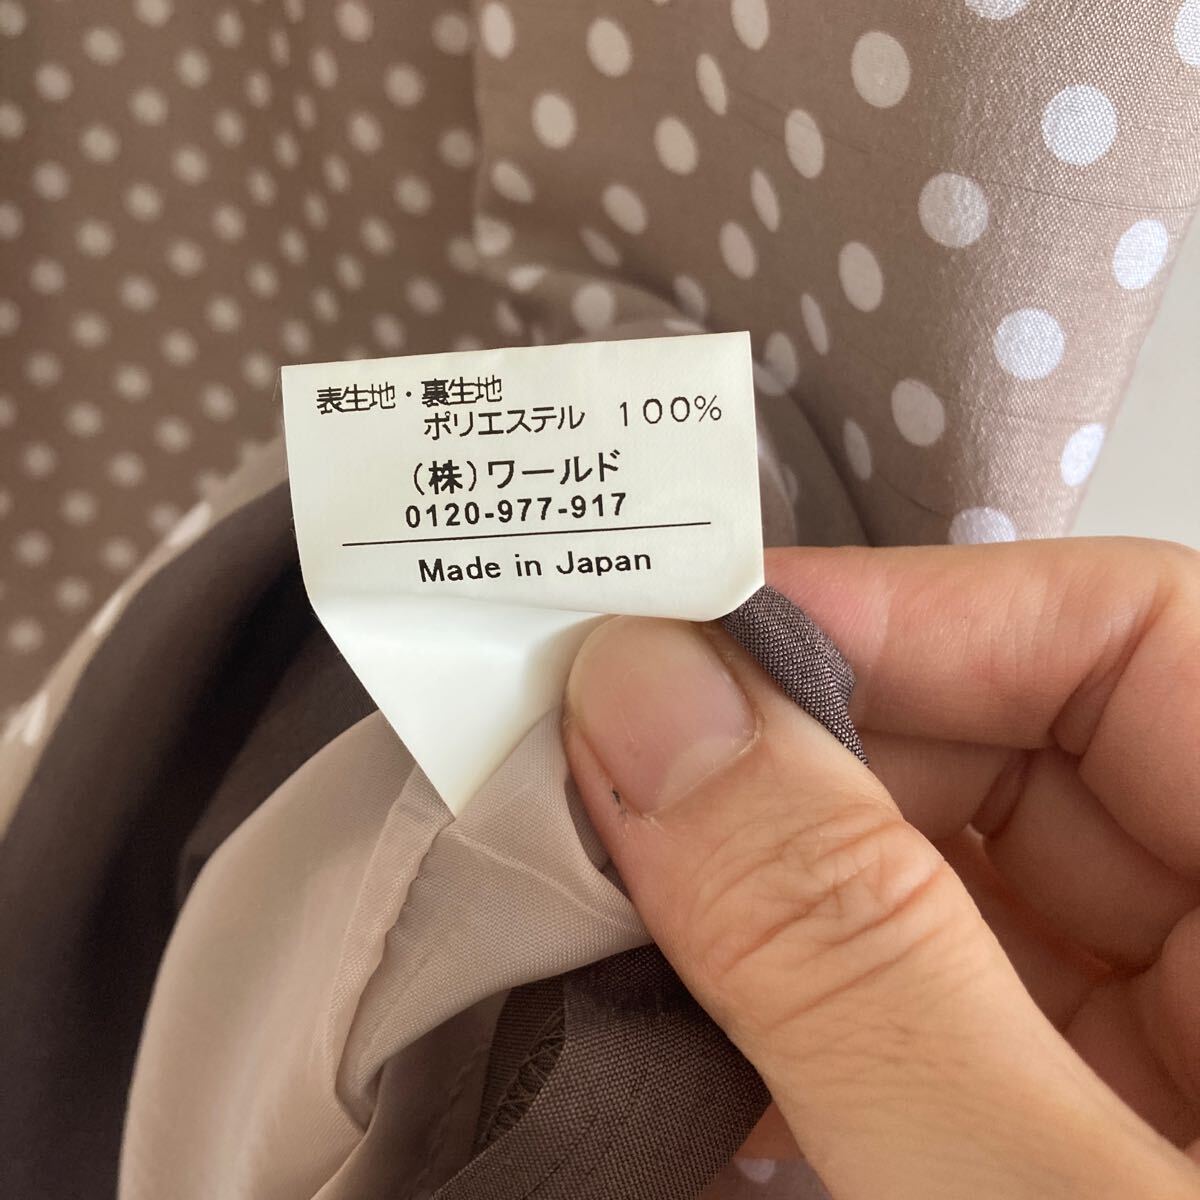 表生地・裏生地
ポリエステル 100%
(株)ワールド
0120-977-917
Made in Japan